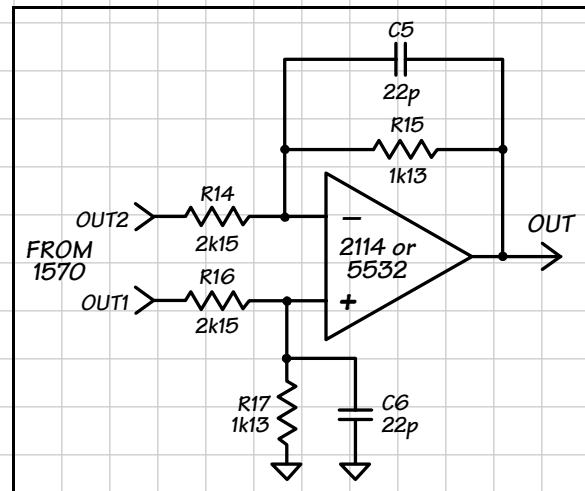 C5
22p
R15
1k13
R14
2k15
OUT2
−
2114 or
5532
OUT
FROM
1570
R16
2k15
OUT1
+
R17
1k13
C6
22p